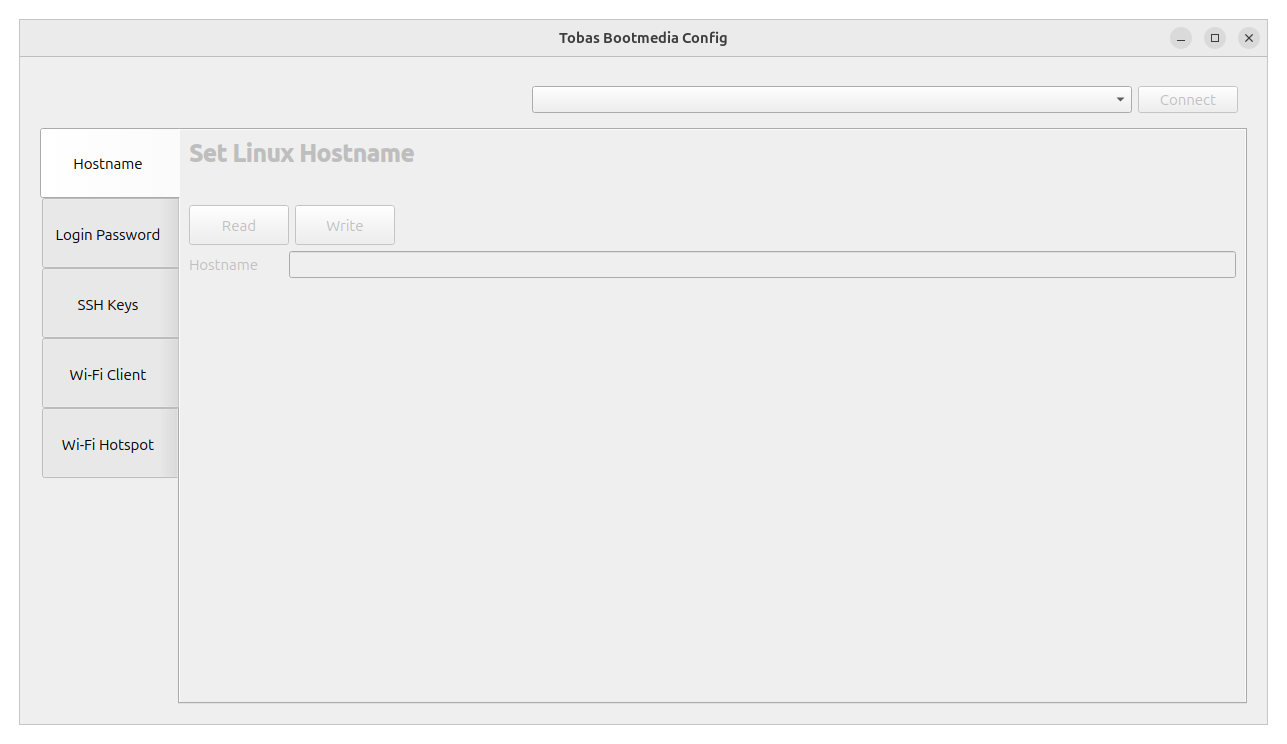 Tobas Bootmedia Config
Connect
Hostname
Login Password
SSH Keys
Wi-Fi Client
Wi-Fi Hotspot
Set Linux Hostname
Read Write
Hostname